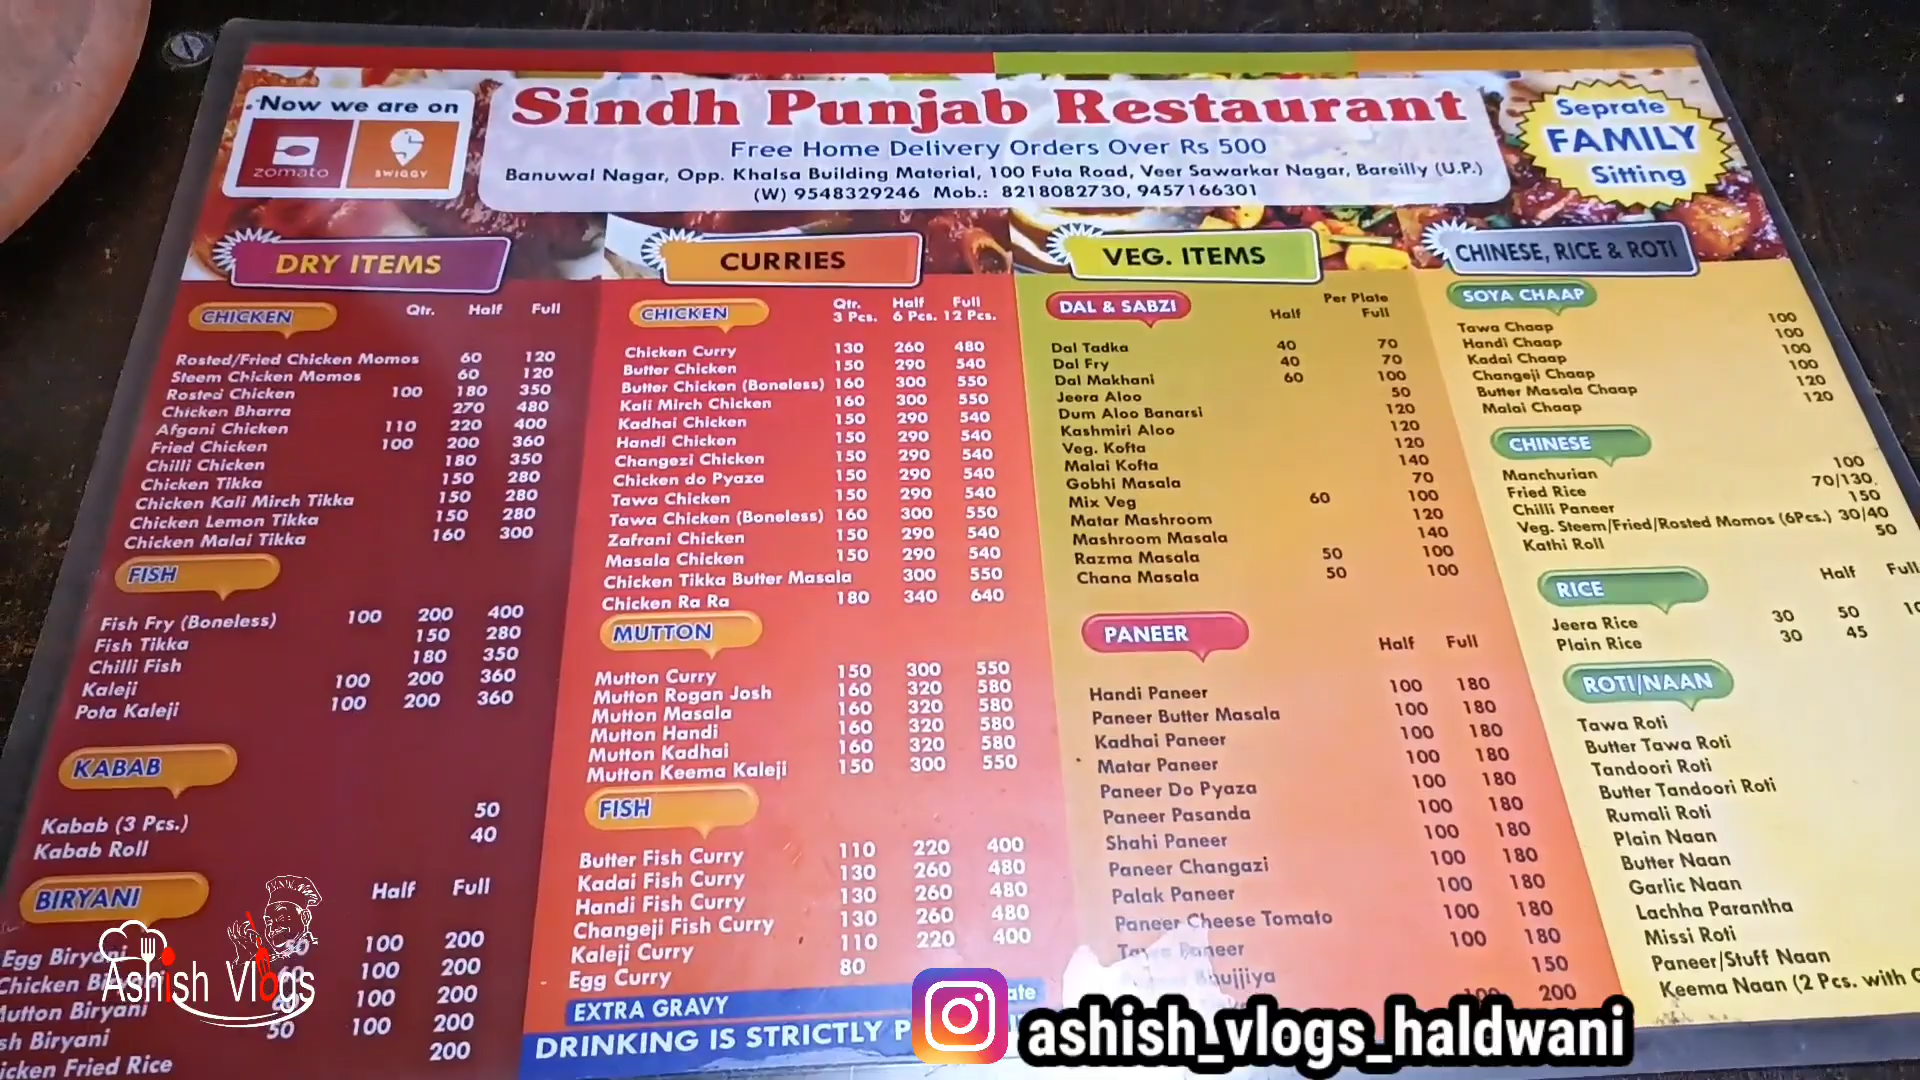 Now we are on
zomato
SWIGGY
Sindh Punjab Restaurant
Free Home Delivery Orders Over Rs 500
Banuwal Nagar, Opp. Khalsa Building Material, 100 Futa Road, Veer Sawarkar Nagar, Bareilly (U.P.)
(W) 9548329246 Mob.: 8218082730, 9457166301
Seprate
FAMILY
Sitting
DRY ITEMS
CHICKEN Qtr. Half Full
Rosted/Fried Chicken Momos 60 120
Steem Chicken Momos 60 120
Rosted Chicken 100 180 350
Chicken Bharra 270 480
Afgani Chicken 110 220 400
Fried Chicken 100 200 360
Chilli Chicken 180 350
Chicken Tikka 150 280
Chicken Kali Mirch Tikka 150 280
Chicken Lemon Tikka 150 280
Chicken Malai Tikka 160 300
FISH
Fish Fry (Boneless) 100 200 400
Fish Tikka 150 280
Chilli Fish 180 350
Kaleji 100 200 360
Pota Kaleji 100 200 360
KABAB
Kabab (3 Pcs.) 50
Kabab Roll 40
BIRYANI Half Full
Egg Biryani 50 100 200
Chicken 60 100 200
Biryani 100 200
Biryani 50 100 200
Fried Rice 200
CURRIES
CHICKEN Qtr. Half Full
3 Pcs. 6 Pcs. 12 Pcs.
Chicken Curry 130 260 480
Butter Chicken 150 290 540
Butter Chicken (Boneless) 160 300 550
Kali Mirch Chicken 160 300 550
Kadhai Chicken 150 290 540
Handi Chicken 150 290 540
Changezi Chicken 150 290 540
Chicken do Pyaza 150 290 540
Tawa Chicken 150 290 540
Tawa Chicken (Boneless) 160 300 550
Zafrani Chicken 150 290 540
Masala Chicken 150 290 540
Chicken Tikka Butter Masala 300 550
Chicken Ra Ra 180 340 640
MUTTON
Mutton Curry 150 300 550
Mutton Rogan Josh 160 320 580
Mutton Masala 160 320 580
Mutton Handi 160 320 580
Mutton Kadhai 160 320 580
Mutton Keema Kaleji 150 300 550
FISH
Butter Fish Curry 110 220 400
Kadai Fish Curry 130 260 480
Handi Fish Curry 130 260 480
Changeji Fish Curry 130 260 480
Kaleji Curry 110 220 400
Egg Curry 80
EXTRA GRAVY
DRINKING IS STRICTLY
VEG. ITEMS
DAL & SABZI Half Per Plate Full
Dal Tadka 40 70
Dal Fry 40 70
Dal Makhani 60 100
Jeera Aloo 50
Dum Aloo Banarsi 120
Kashmiri Aloo 120
Veg. Kofta 120
Malai Kofta 140
Gobhi Masala 70
Mix Veg 60 100
Matar Mashroom 120
Mashroom Masala 140
Razma Masala 50 100
Chana Masala 50 100
PANEER Half Full
Handi Paneer 100 180
Paneer Butter Masala 100 180
Kadhai Paneer 100 180
Matar Paneer 100 180
Paneer Do Pyaza 100 180
Paneer Pasanda 100 180
Shahi Paneer 100 180
Paneer Changazi 100 180
Palak Paneer 100 180
Paneer Cheese Tomato 100 180
Tawa Paneer 100 180
150
100 200
CHINESE, RICE & ROTI
SOYA CHAAP
Tawa Chaap 100
Handi Chaap 100
Kadai Chaap 100
Changeji Chaap 100
Butter Masala Chaap 120
Malai Chaap 120
CHINESE
Manchurian 100
Fried Rice 70/130
Chilli Paneer 150
Veg. Steem/Fried/Rosted Momos (6Pcs.) 30/40
Kathi Roll 50
RICE Half Full
Jeera Rice 30 50
Plain Rice 30 45
ROTI/NAAN
Tawa Roti
Butter Tawa Roti
Tandoori Roti
Butter Tandoori Roti
Rumali Roti
Plain Naan
Butter Naan
Garlic Naan
Lachha Parantha
Missi Roti
Paneer/Stuff Naan
Keema Naan (2 Pcs. with
Ashish Vlogs
ashish_vlogs_haldwani